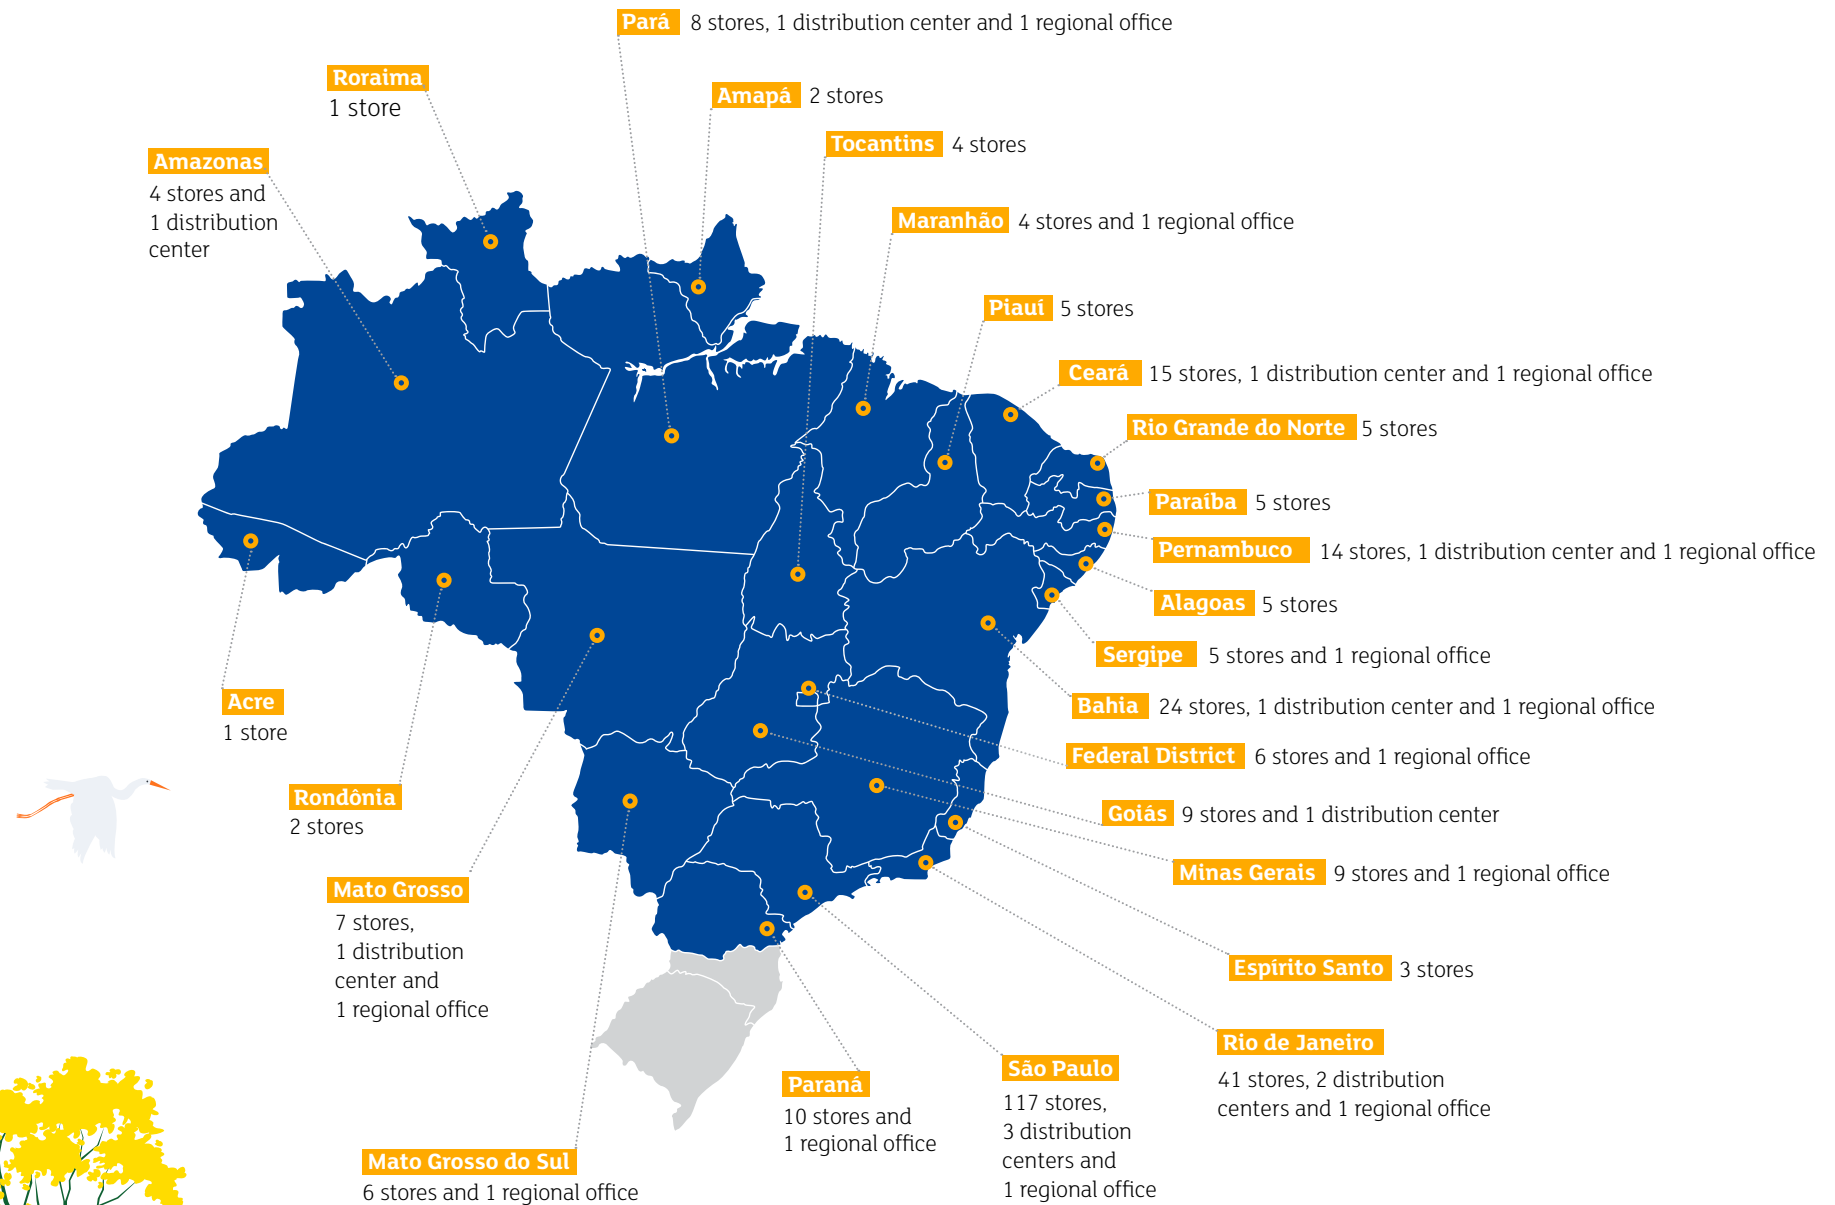 Pará 8 stores, 1 distribution center and 1 regional office
Roraima
1 store
Amapá 2 stores
Tocantins 4 stores
Amazonas
4 stores and
1 distribution
center
Maranhão 4 stores and 1 regional office
Piauí 5 stores
Ceará 15 stores, 1 distribution center and 1 regional office
Rio Grande do Norte 5 stores
Paraíba 5 stores
Pernambuco 14 stores, 1 distribution center and 1 regional office
Alagoas 5 stores
Sergipe 5 stores and 1 regional office
Bahia 24 stores, 1 distribution center and 1 regional office
Acre
1 store
Federal District 6 stores and 1 regional office
Rondônia
2 stores
Goiás 9 stores and 1 distribution center
Minas Gerais 9 stores and 1 regional office
Mato Grosso
7 stores,
1 distribution
center and
1 regional office
Espírito Santo 3 stores
Rio de Janeiro
41 stores, 2 distribution
centers and 1 regional office
São Paulo
117 stores,
3 distribution
centers and
1 regional office
Paraná
10 stores and
1 regional office
Mato Grosso do Sul
6 stores and 1 regional office